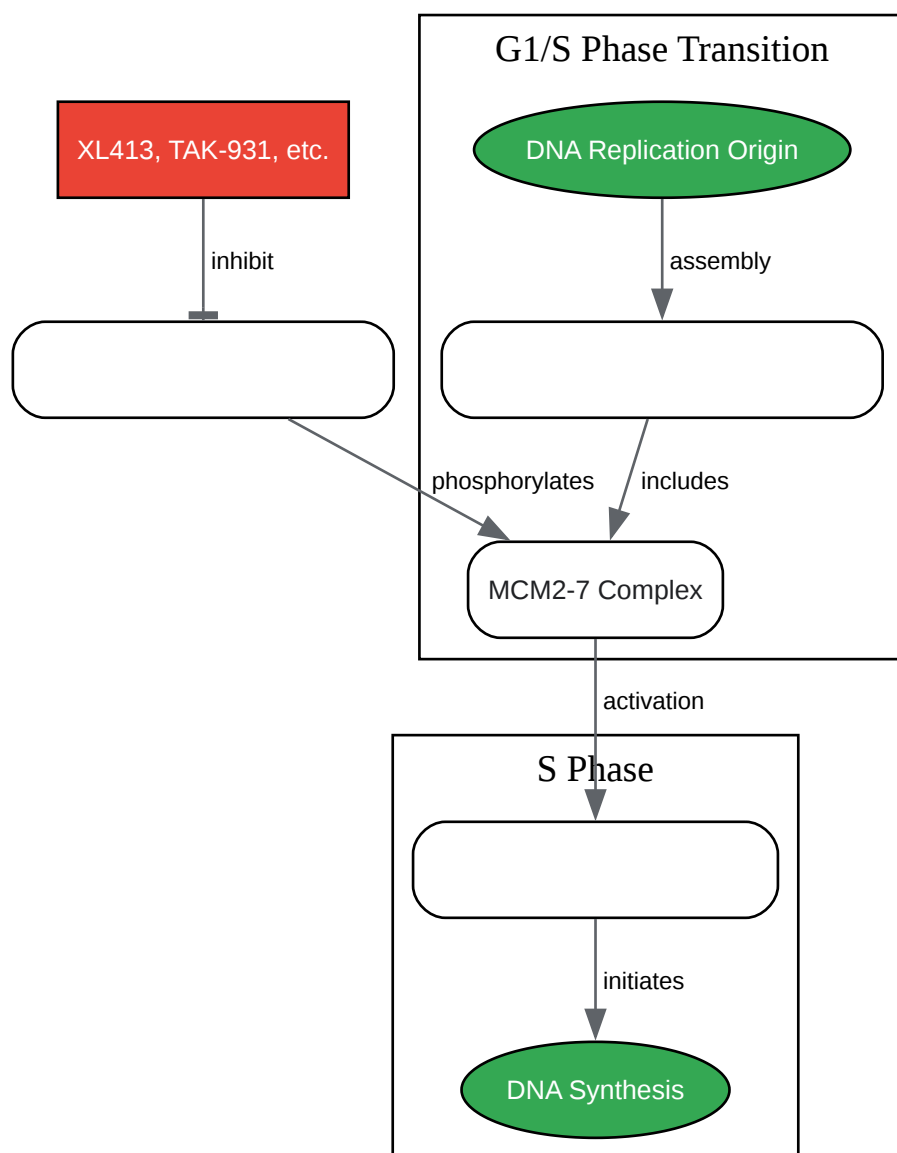 G1/S Phase Transition
XL413, TAK-931, etc.
DNA Replication Origin
inhibit
assembly
phosphorylates
includes
MCM2-7 Complex
activation
S Phase
initiates
DNA Synthesis